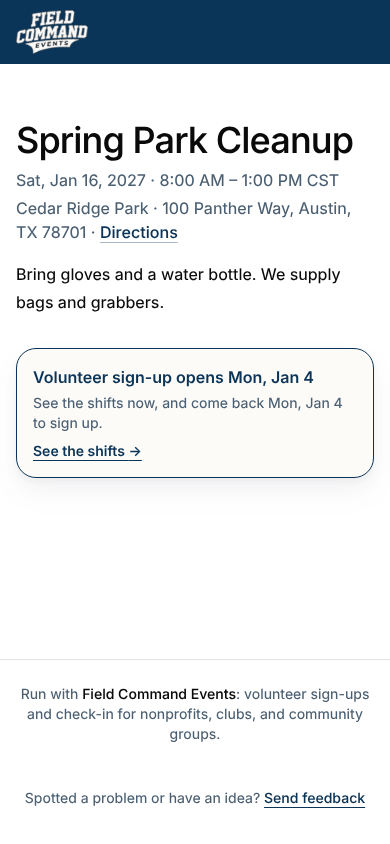 FIELD
COMMAND
EVENTS
Spring Park Cleanup
Sat, Jan 16, 2027 · 8:00 AM – 1:00 PM CST
Cedar Ridge Park · 100 Panther Way, Austin,
TX 78701 · Directions
Bring gloves and a water bottle. We supply
bags and grabbers.
Volunteer sign-up opens Mon, Jan 4
See the shifts now, and come back Mon, Jan 4
to sign up.
See the shifts →
Run with Field Command Events: volunteer sign-ups
and check-in for nonprofits, clubs, and community
groups.
Spotted a problem or have an idea? Send feedback